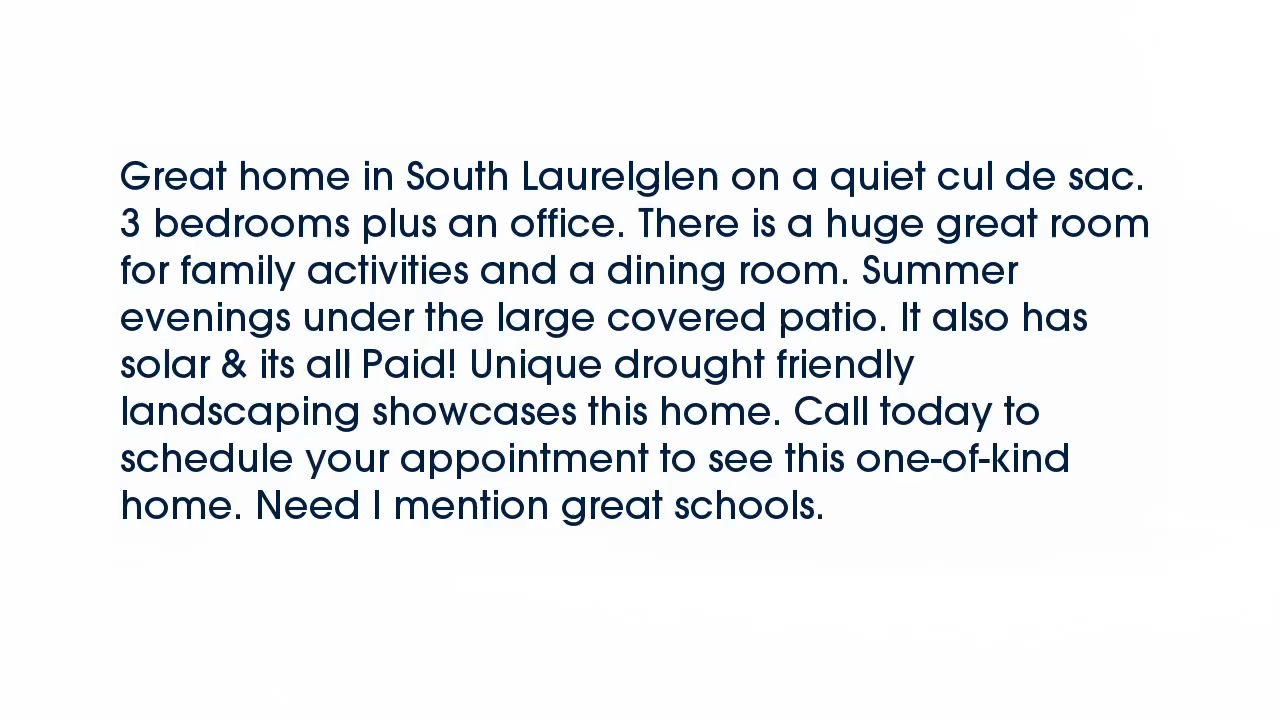 Great home in South Laurelglen on a quiet cul de sac.
3 bedrooms plus an office. There is a huge great room
for family activities and a dining room. Summer
evenings under the large covered patio. It also has
solar & its all Paid! Unique drought friendly
landscaping showcases this home. Call today to
schedule your appointment to see this one-of-kind
home. Need I mention great schools.